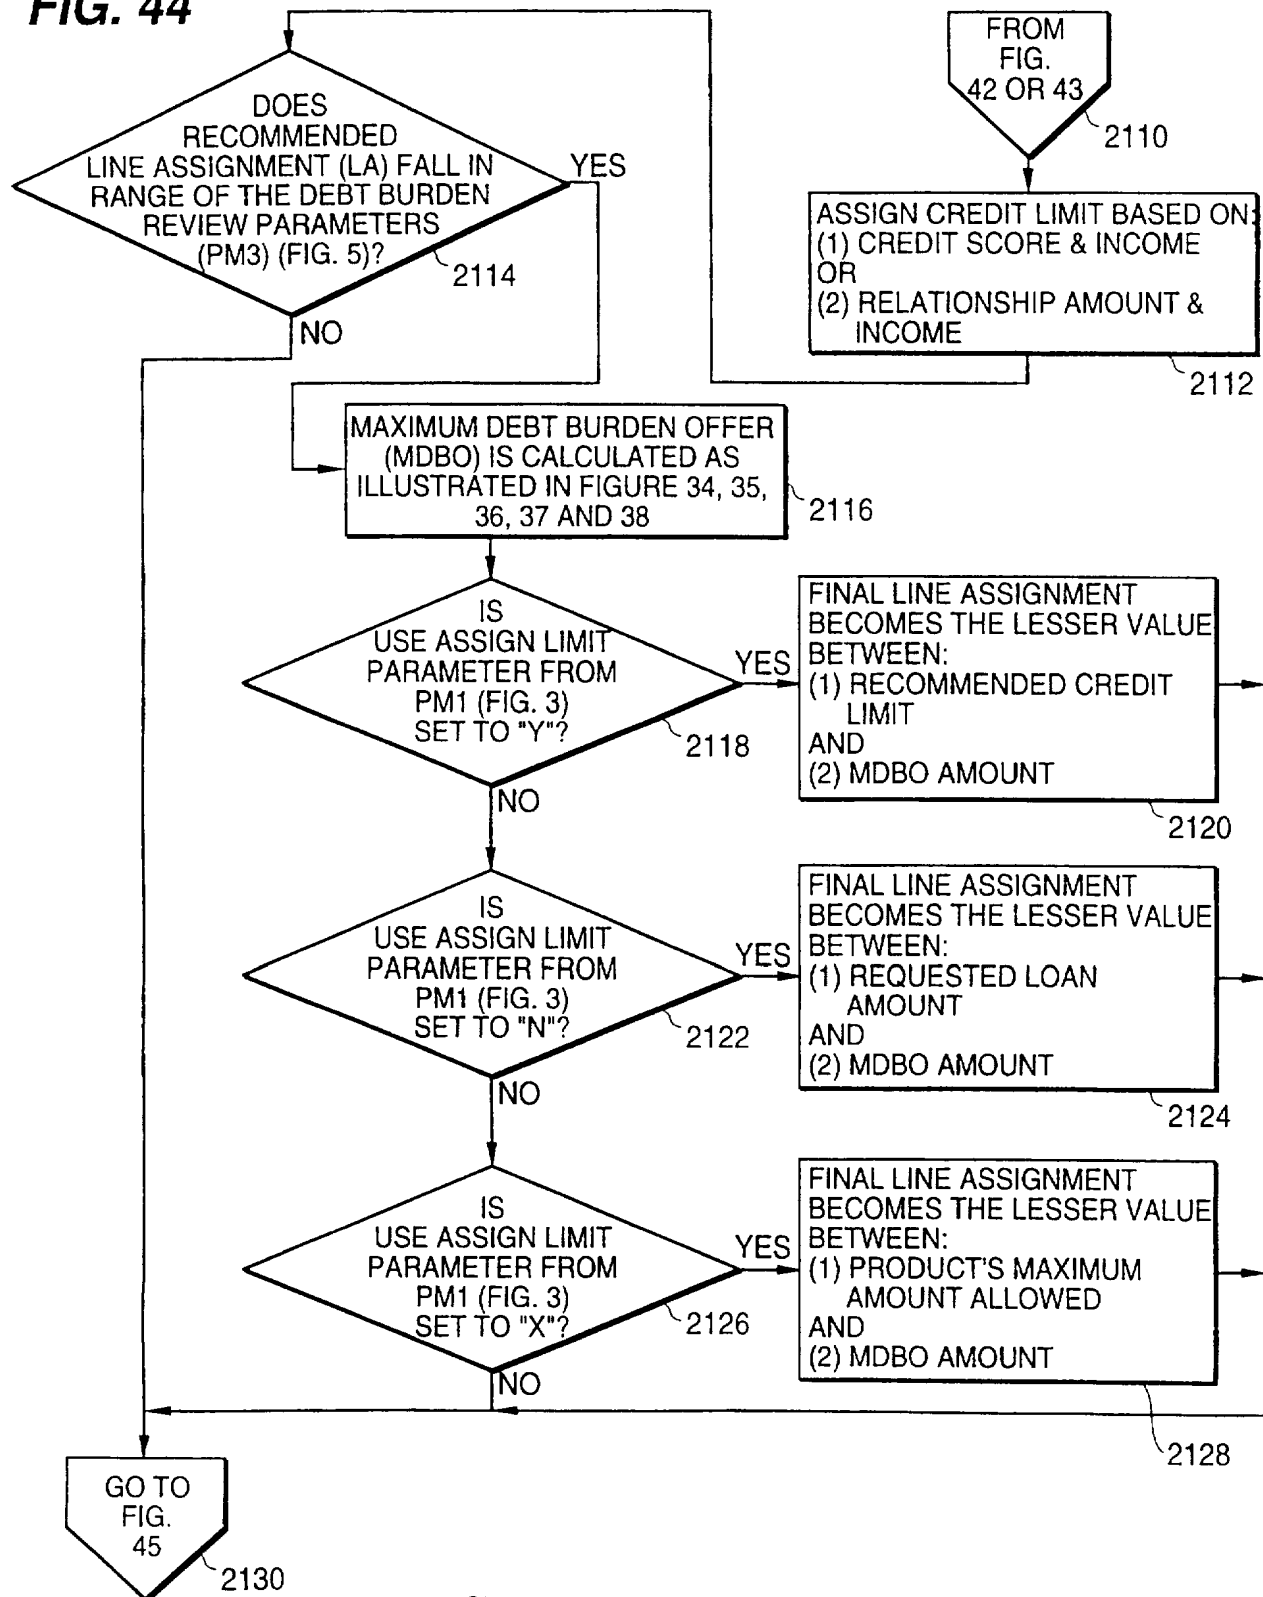 FIG. 44
FROM
FIG.
42 OR 43
2110
ASSIGN CREDIT LIMIT BASED ON:
(1) CREDIT SCORE & INCOME
OR
(2) RELATIONSHIP AMOUNT &
INCOME
2112
DOES
RECOMMENDED
LINE ASSIGNMENT (LA) FALL IN
RANGE OF THE DEBT BURDEN
REVIEW PARAMETERS
(PM3) (FIG. 5)?
2114
YES
NO
MAXIMUM DEBT BURDEN OFFER
(MDBO) IS CALCULATED AS
ILLUSTRATED IN FIGURE 34, 35,
36, 37 AND 38
2116
IS
USE ASSIGN LIMIT
PARAMETER FROM
PM1 (FIG. 3)
SET TO "Y"?
2118
YES
NO
FINAL LINE ASSIGNMENT
BECOMES THE LESSER VALUE
BETWEEN:
(1) RECOMMENDED CREDIT
LIMIT
AND
(2) MDBO AMOUNT
2120
IS
USE ASSIGN LIMIT
PARAMETER FROM
PM1 (FIG. 3)
SET TO "N"?
2122
YES
NO
FINAL LINE ASSIGNMENT
BECOMES THE LESSER VALUE
BETWEEN:
(1) REQUESTED LOAN
AMOUNT
AND
(2) MDBO AMOUNT
2124
IS
USE ASSIGN LIMIT
PARAMETER FROM
PM1 (FIG. 3)
SET TO "X"?
2126
YES
NO
FINAL LINE ASSIGNMENT
BECOMES THE LESSER VALUE
BETWEEN:
(1) PRODUCT'S MAXIMUM
AMOUNT ALLOWED
AND
(2) MDBO AMOUNT
2128
GO TO
FIG.
45
2130